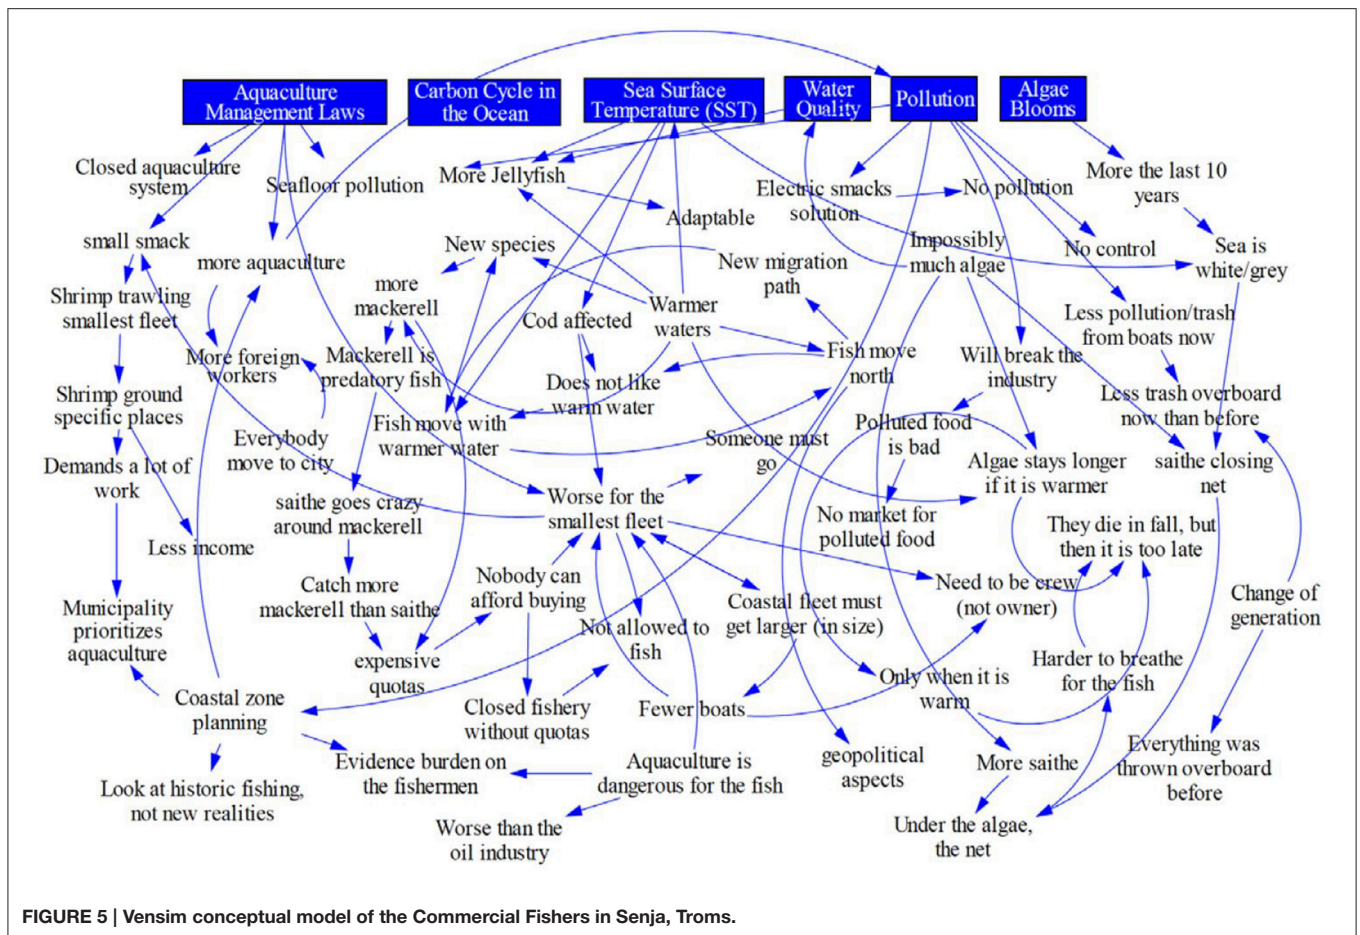 Aquaculture
Management Laws
Carbon Cycle in
the Ocean
Sea Surface
Temperature (SST)
Water
Quality
Pollution
Algae
Blooms
Closed aquaculture
system
Seafloor pollution
More Jellyfish
Adaptable
Electric smacks
solution
No pollution
More the last 10
years
small smack
more aquaculture
New species
New migration
path
Impossibly
much algae
No control
Sea is
white/grey
Shrimp trawling
smallest fleet
more
mackerell
Cod affected
Warmer
waters
Less pollution/trash
from boats now
More foreign
workers
Mackerell is
predatory fish
Does not like
warm water
Fish move
north
Will break the
industry
Shrimp ground
specific places
Less trash overboard
now than before
Everybody
move to city
Fish move with
warmer water
Someone must
go
Polluted food
is bad
Demands a lot of
work
Algae stays longer
if it is warmer
saithe closing
net
saithe goes crazy
around mackerell
Worse for the
smallest fleet
No market for
polluted food
They die in fall, but
then it is too late
Less income
Catch more
mackerell than saithe
Nobody can
afford buying
Need to be crew
(not owner)
Change of
generation
Municipality
prioritizes
aquaculture
Not allowed to
fish
Coastal fleet must
get larger (in size)
expensive
quotas
Harder to breathe
for the fish
Coastal zone
planning
Closed fishery
without quotas
Fewer boats
Only when it is
warm
Look at historic fishing,
not new realities
Evidence burden on
the fishermen
Aquaculture is
dangerous for the fish
geopolitical
aspects
More saithe
Everything was
thrown overboard
before
Worse than the
oil industry
Under the algae,
the net
FIGURE 5 | Vensim conceptual model of the Commercial Fishers in Senja, Troms.